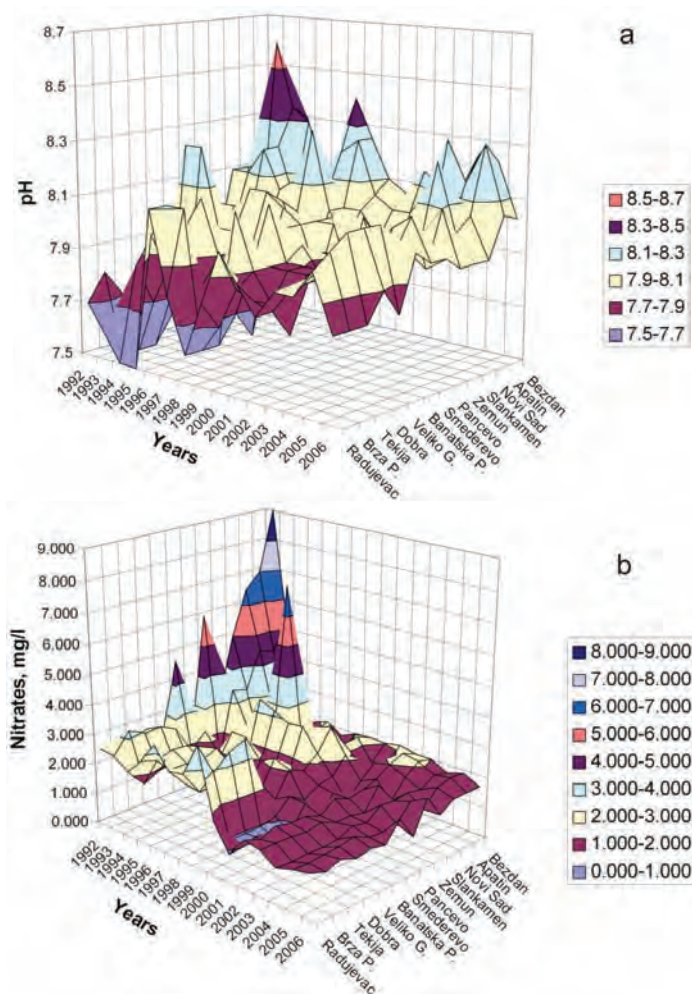 a
8.7
8.5
8.3
8.1
7.9
7.7
7.5
pH
1992
1993
1994
1995
1996
1997
1998
1999
2000
2001
2002
2003
2004
2005
2006
Years
Radujevac
Brza P.
Tekija
Dobra
Veliko G.
Banatska P.
Smederevo
Pancevo
Zemun
Slankamen
Novi Sad
Apatin
Bezdan
8.5-8.7
8.3-8.5
8.1-8.3
7.9-8.1
7.7-7.9
7.5-7.7
b
9.000
8.000
7.000
6.000
5.000
4.000
3.000
2.000
1.000
0.000
Nitrates, mg/l
1992
1993
1994
1995
1996
1997
1998
1999
2000
2001
2002
2003
2004
2005
2006
Years
Radujevac
Brza P.
Tekija
Dobra
Veliko G.
Banatska P.
Smederevo
Pancevo
Zemun
Slankamen
Novi Sad
Apatin
Bezdan
8.000-9.000
7.000-8.000
6.000-7.000
5.000-6.000
4.000-5.000
3.000-4.000
2.000-3.000
1.000-2.000
0.000-1.000